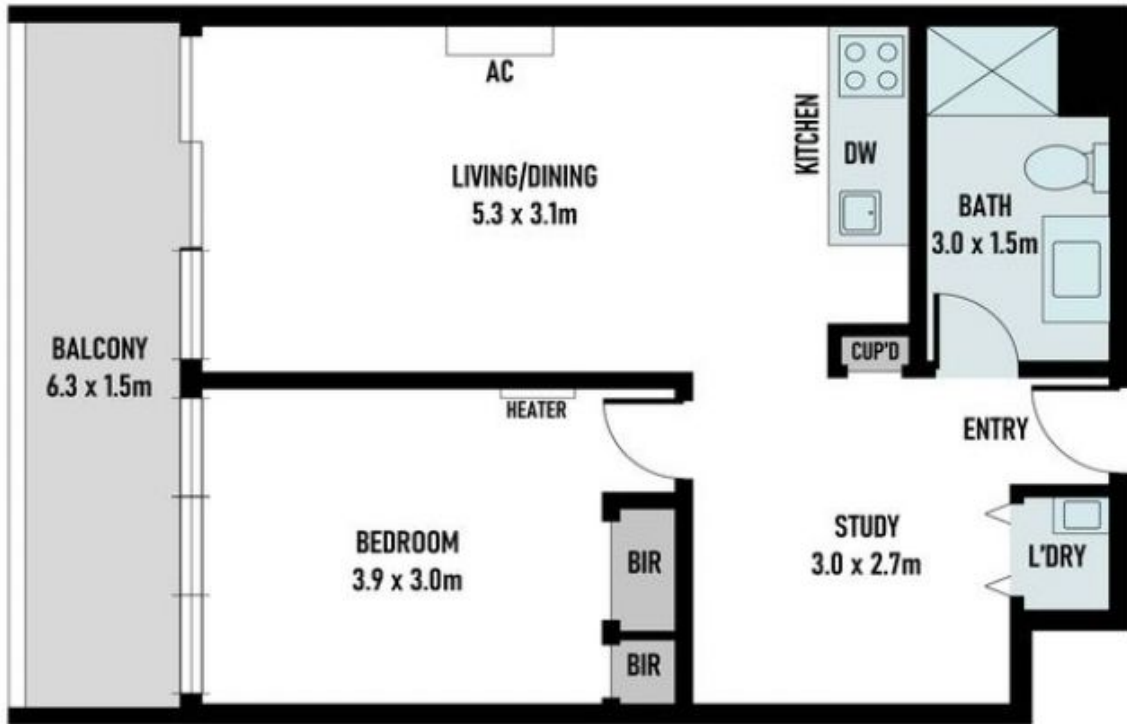 AC
LIVING/DINING
5.3 x 3.1m
KITCHEN
DW
BATH
3.0 x 1.5m
BALCONY
6.3 x 1.5m
CUP'D
HEATER
ENTRY
BEDROOM
3.9 x 3.0m
BIR
BIR
STUDY
3.0 x 2.7m
L'DRY